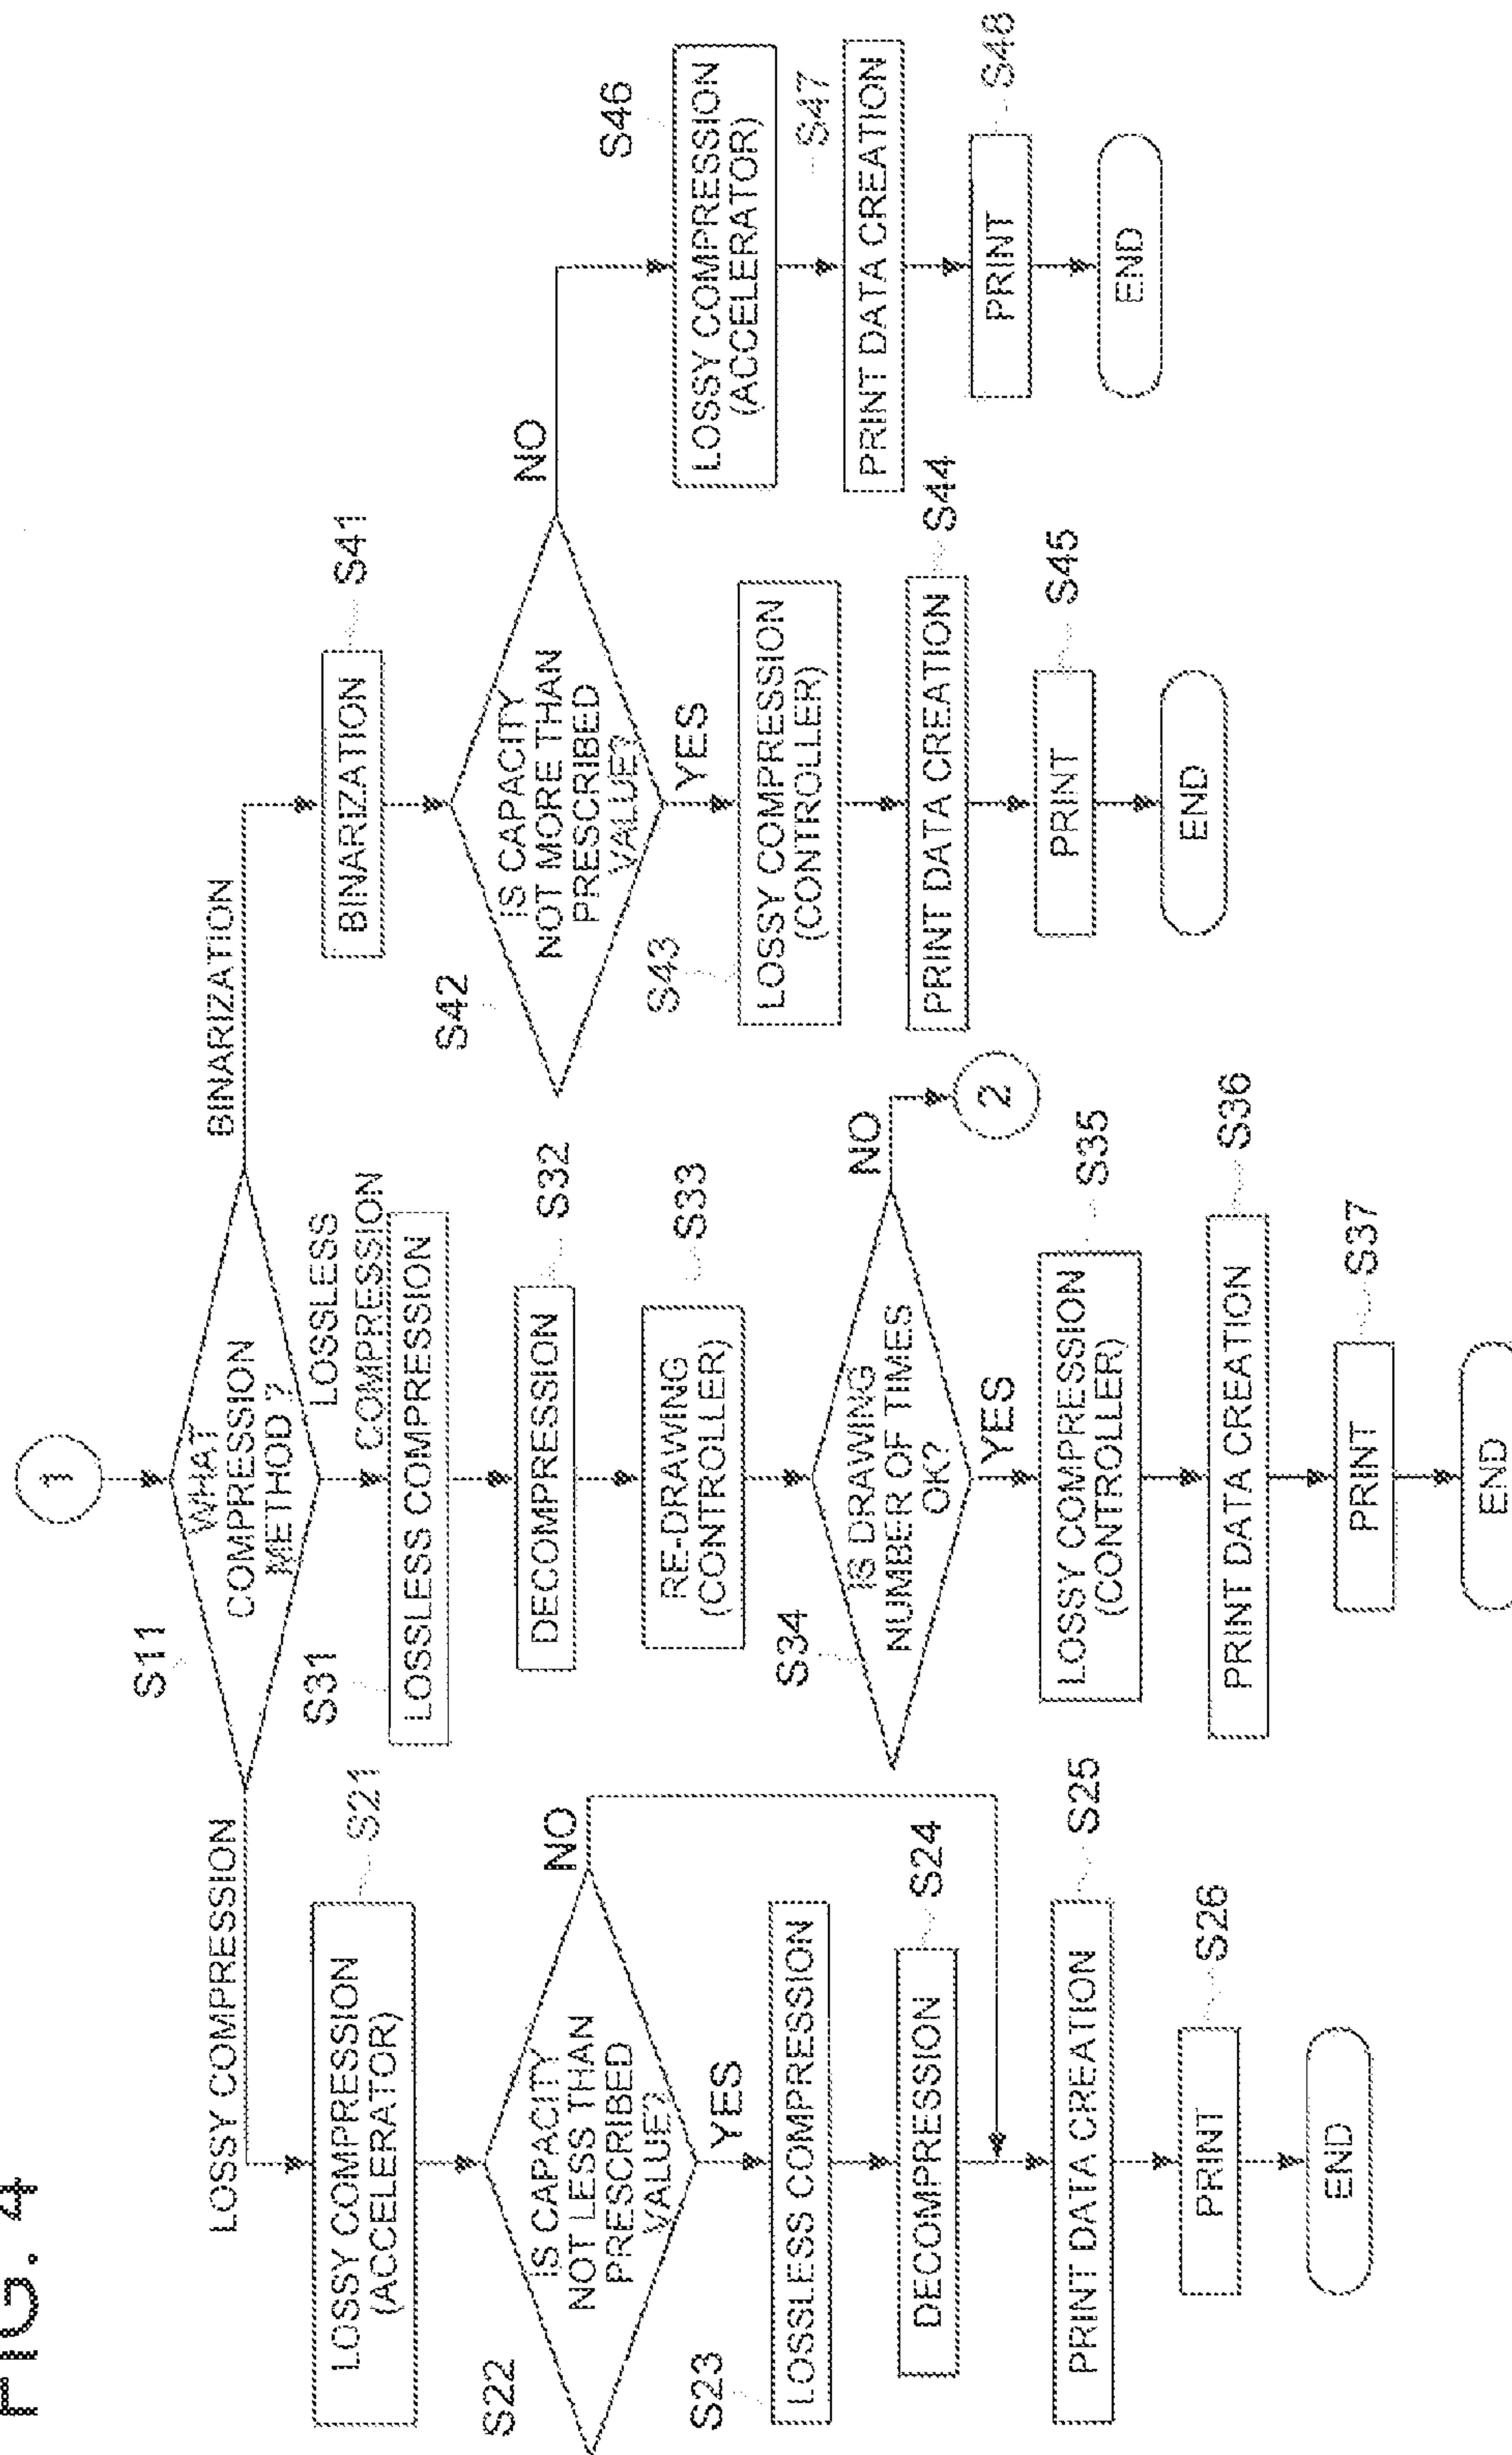 FIG. 4
1
S11
WHAT
COMPRESSION
METHOD ?
LOSSY COMPRESSION
LOSSLESS
COMPRESSION
BINARIZATION
LOSSY COMPRESSION
(ACCELERATOR)
S21
S22
IS CAPACITY
NOT LESS THAN
PRESCRIBED
VALUE?
NO
YES
S23
LOSSLESS COMPRESSION
DECOMPRESSION
S24
PRINT DATA CREATION
S25
PRINT
S26
END
S31
LOSSLESS COMPRESSION
DECOMPRESSION
S32
RE-DRAWING
(CONTROLLER)
S33
S34
IS DRAWING
NUMBER OF TIMES
OK?
NO
2
YES
LOSSY COMPRESSION
(CONTROLLER)
S35
PRINT DATA CREATION
S36
PRINT
S37
END
BINARIZATION
S41
S42
IS CAPACITY
NOT MORE THAN
PRESCRIBED
VALUE?
NO
YES
S43
LOSSY COMPRESSION
(CONTROLLER)
PRINT DATA CREATION
S44
PRINT
S45
END
S46
LOSSY COMPRESSION
(ACCELERATOR)
S47
PRINT DATA CREATION
PRINT
S48
END